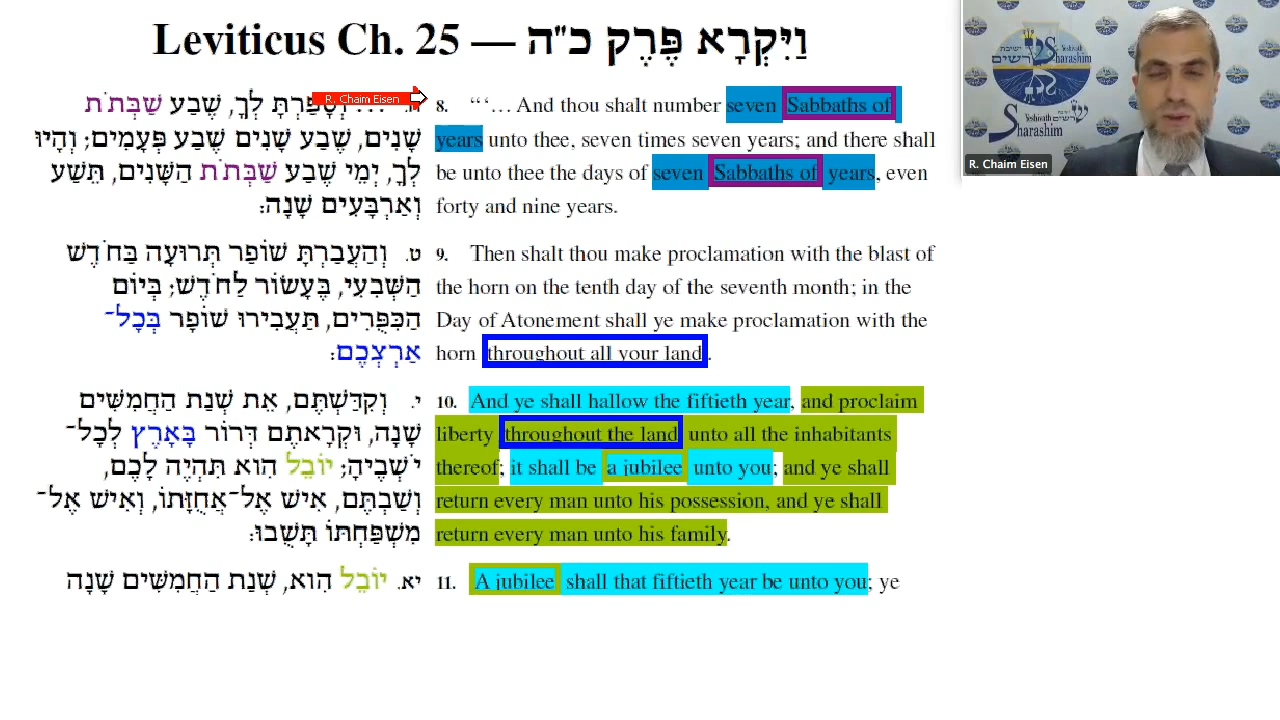 Leviticus Ch. 25 — וַיִּקְרָא פֶּרֶק כ"ה
וְסָפַרְתָּ לְךָ, שֶׁבַע שַׁבְּתֹת
שָׁנִים, שֶׁבַע שָׁנִים שֶׁבַע פְּעָמִים; וְהָיוּ
לְךָ, יְמֵי שֶׁבַע שַׁבְּתֹת הַשָּׁנִים, תֵּשַׁע
וְאַרְבָּעִים שָׁנָה:
R. Chaim Eisen
8. “‘… And thou shalt number seven Sabbaths of
years unto thee, seven times seven years; and there shall
be unto thee the days of seven Sabbaths of years, even
forty and nine years.
ט. וְהַעֲבַרְתָּ שׁוֹפַר תְּרוּעָה בַּחֹדֶשׁ
הַשְּׁבִעִי, בֶּעָשׂוֹר לַחֹדֶשׁ; בְּיוֹם
הַכִּפֻּרִים, תַּעֲבִירוּ שׁוֹפָר בְּכָל־
אַרְצְכֶם:
9. Then shalt thou make proclamation with the blast of
the horn on the tenth day of the seventh month; in the
Day of Atonement shall ye make proclamation with the
horn throughout all your land.
י. וְקִדַּשְׁתֶּם, אֵת שְׁנַת הַחֲמִשִּׁים
שָׁנָה, וּקְרָאתֶם דְּרוֹר בָּאָרֶץ לְכָל־
יֹשְׁבֶיהָ; יוֹבֵל הִוא תִּהְיֶה לָכֶם,
וְשַׁבְתֶּם, אִישׁ אֶל־אֲחֻזָּתוֹ, וְאִישׁ אֶל־
מִשְׁפַּחְתּוֹ תָּשֻׁבוּ:
10. And ye shall hallow the fiftieth year, and proclaim
liberty throughout the land unto all the inhabitants
thereof; it shall be a jubilee unto you; and ye shall
return every man unto his possession, and ye shall
return every man unto his family.
יא. יוֹבֵל הִוא, שְׁנַת הַחֲמִשִּׁים שָׁנָה
11. A jubilee shall that fiftieth year be unto you; ye
ישיבת
שרשים
Yeshivath
Sharashim
Yeshivath
Sharashim
R. Chaim Eisen